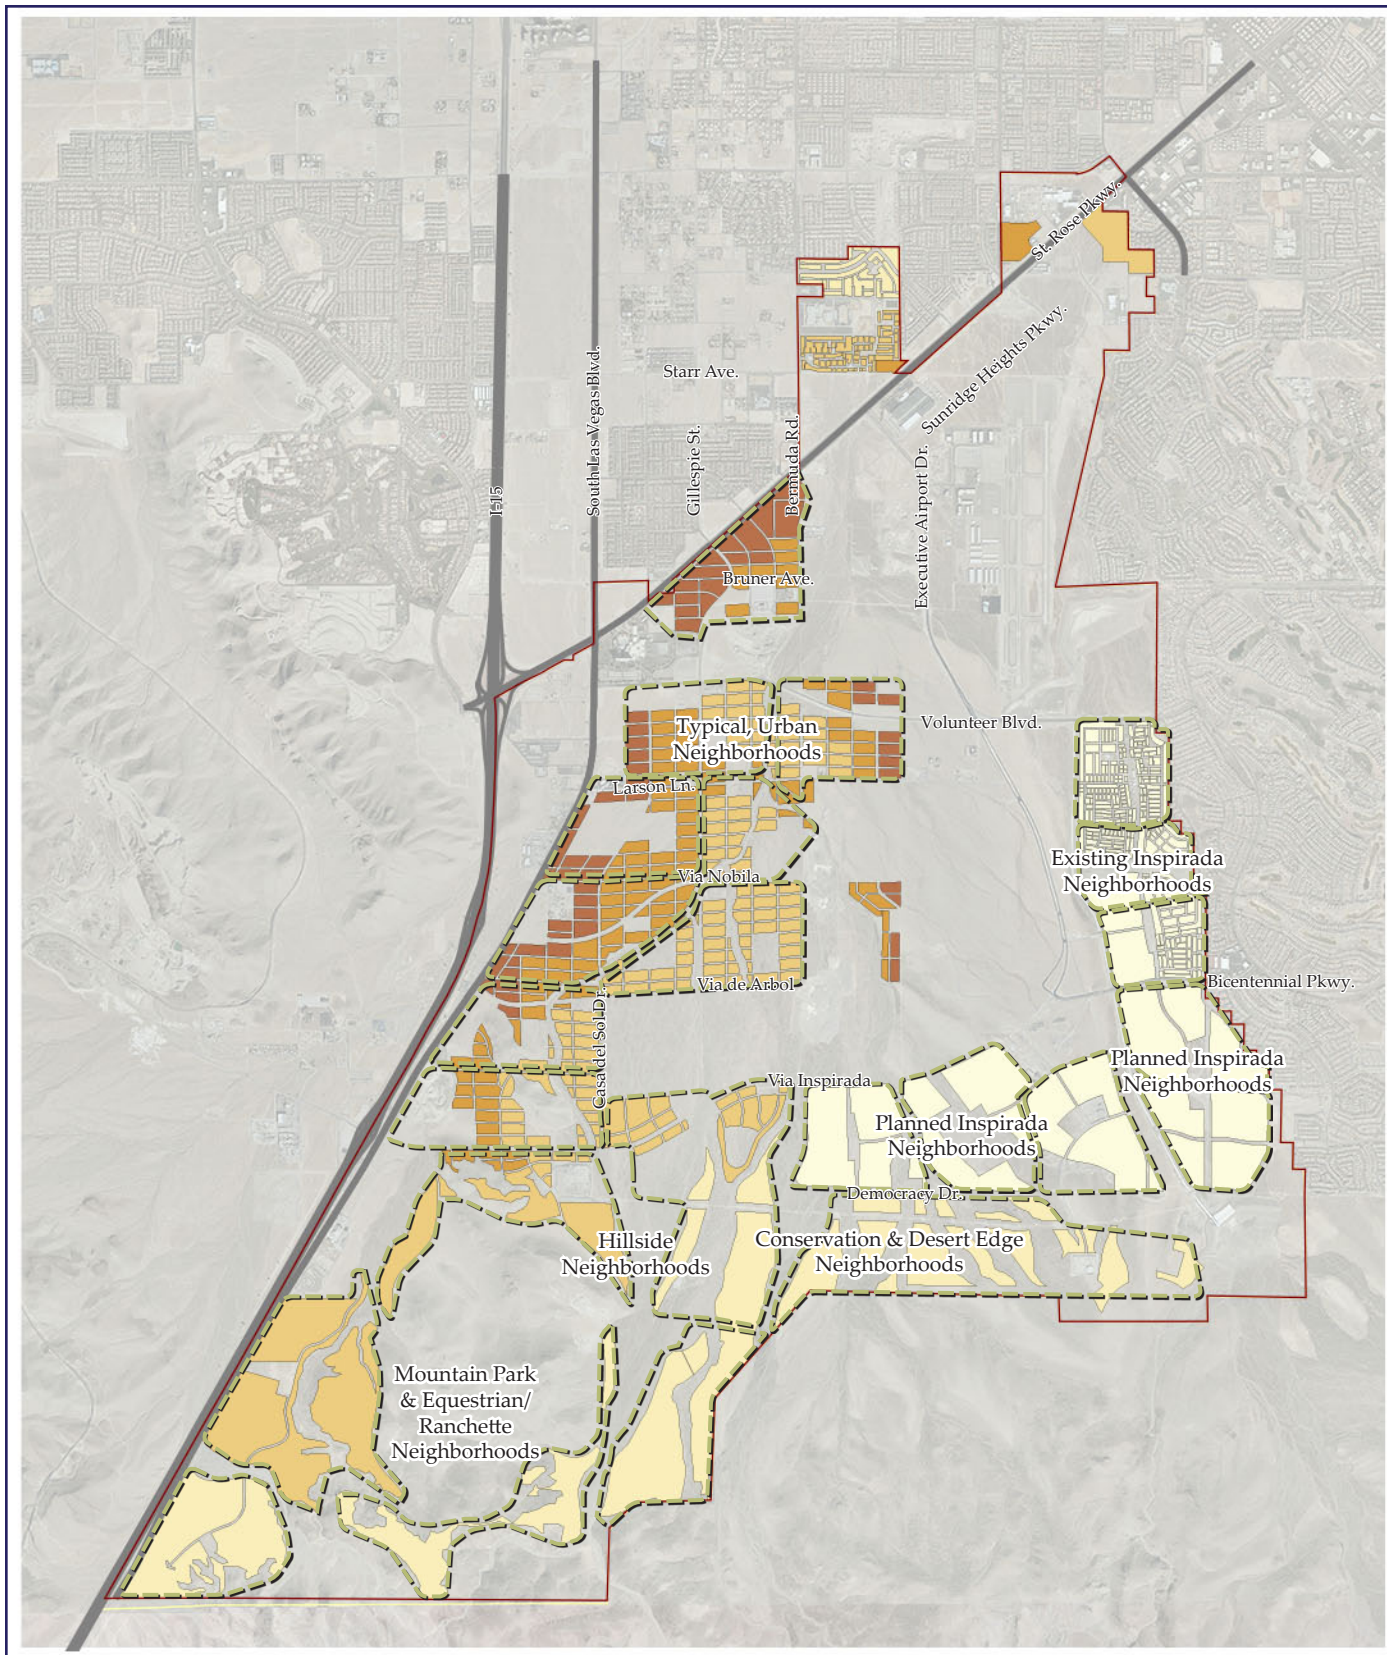 St. Rose Pkwy.
Sunridge Heights Pkwy.
Starr Ave.
South Las Vegas Blvd.
Gillespie St.
Bermuda Rd.
I-15
Executive Airport Dr.
Bruner Ave.
Typical, Urban
Neighborhoods
Volunteer Blvd.
Larson Ln.
Existing Inspirada
Neighborhoods
Via Nobila
Via de Arbol
Bicentennial Pkwy.
Casa del Sol Dr.
Planned Inspirada
Neighborhoods
Via Inspirada
Planned Inspirada
Neighborhoods
Democracy Dr.
Hillside
Neighborhoods
Conservation & Desert Edge
Neighborhoods
Mountain Park
& Equestrian/
Ranchette
Neighborhoods